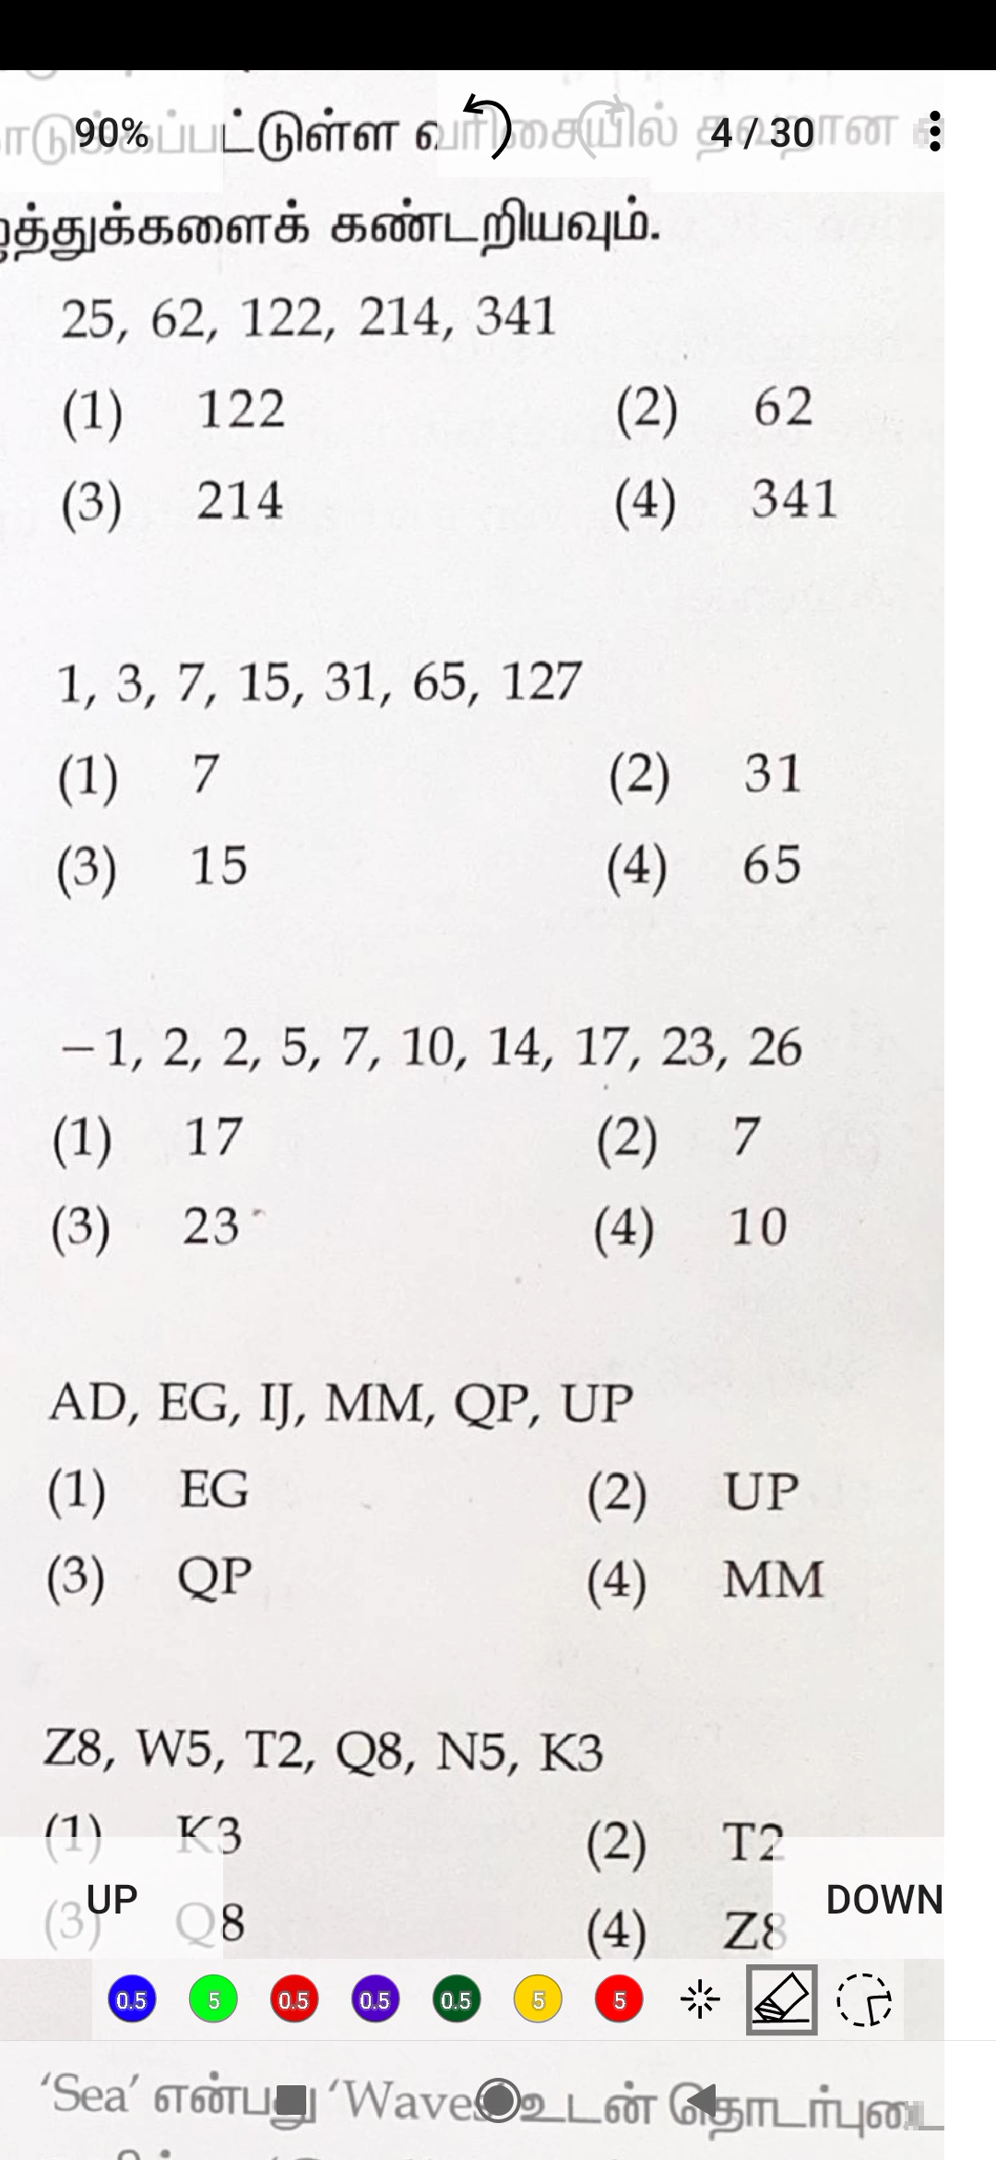 90%
4 / 30
ட்டுள்ள வரிசையில் தவறான
த்துக்களைக் கண்டறியவும்.
25, 62, 122, 214, 341
(1) 122 (2) 62
(3) 214 (4) 341
1, 3, 7, 15, 31, 65, 127
(1) 7 (2) 31
(3) 15 (4) 65
−1, 2, 2, 5, 7, 10, 14, 17, 23, 26
(1) 17 (2) 7
(3) 23 (4) 10
AD, EG, IJ, MM, QP, UP
(1) EG (2) UP
(3) QP (4) MM
Z8, W5, T2, Q8, N5, K3
(1) K3 (2) T2
(3) Q8 (4) Z8
UP DOWN
0.5 5 0.5 0.5 0.5 5 5
‘Sea’ என்பது ‘Waves’ உடன்